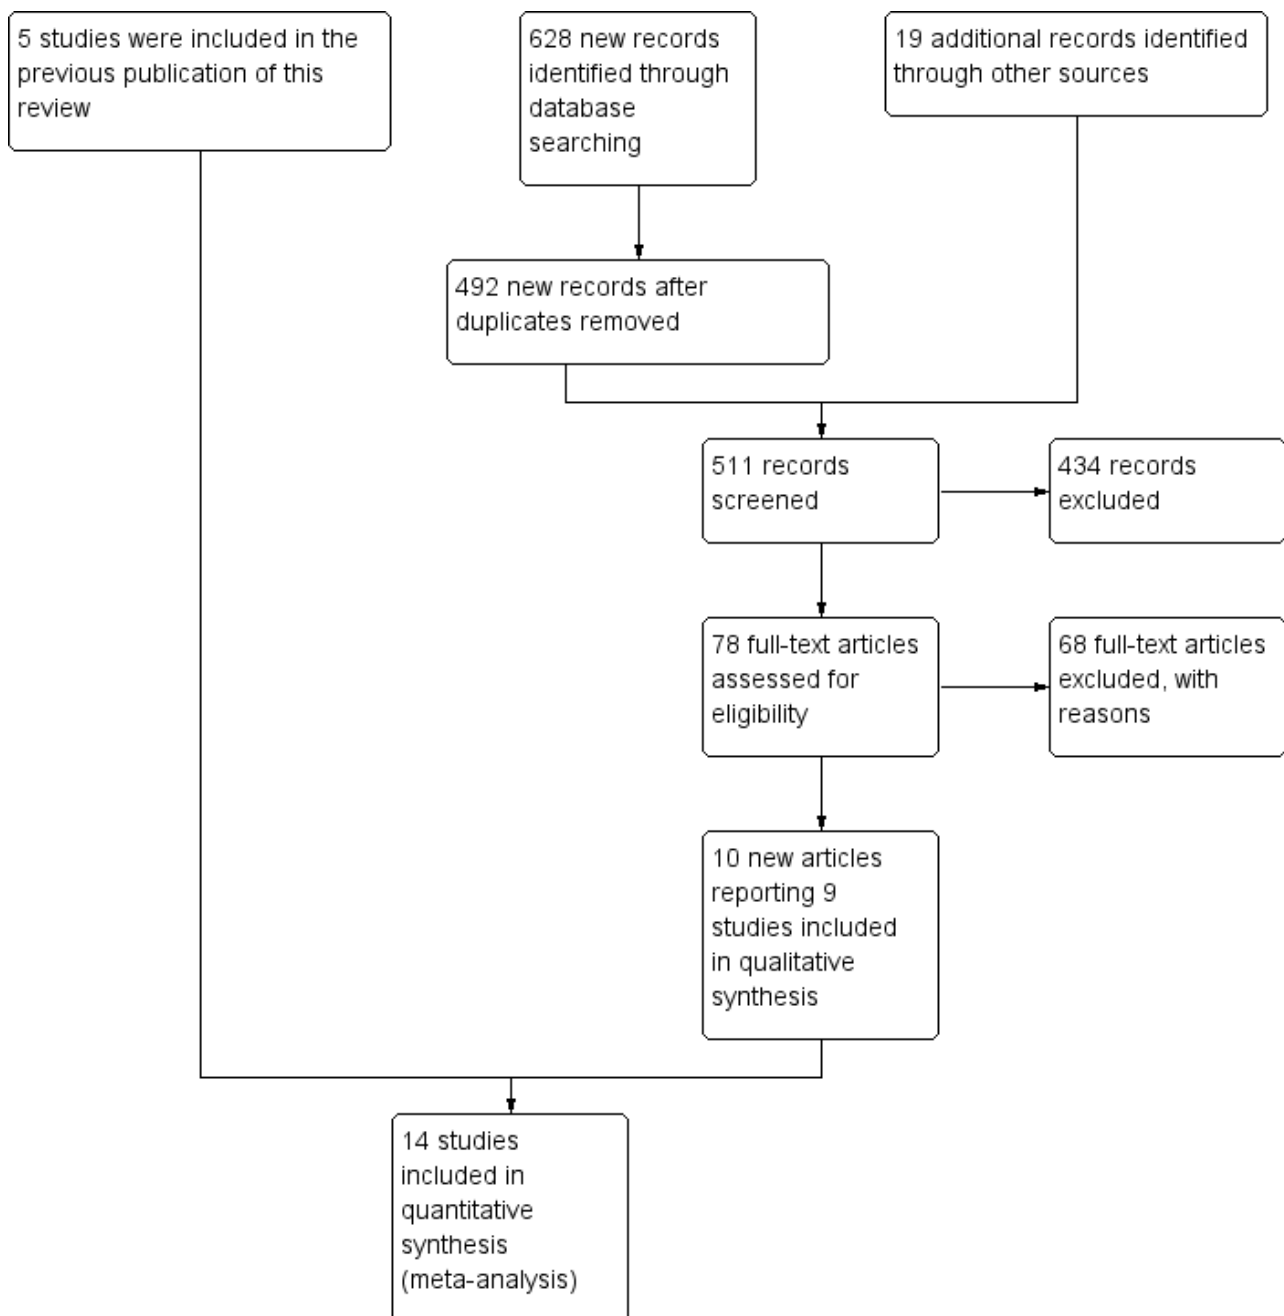 5 studies were included in the
previous publication of this
review
628 new records
identified through
database
searching
19 additional records identified
through other sources
492 new records after
duplicates removed
511 records
screened
434 records
excluded
78 full-text articles
assessed for
eligibility
68 full-text articles
excluded, with
reasons
10 new articles
reporting 9
studies included
in qualitative
synthesis
14 studies
included in
quantitative
synthesis
(meta-analysis)